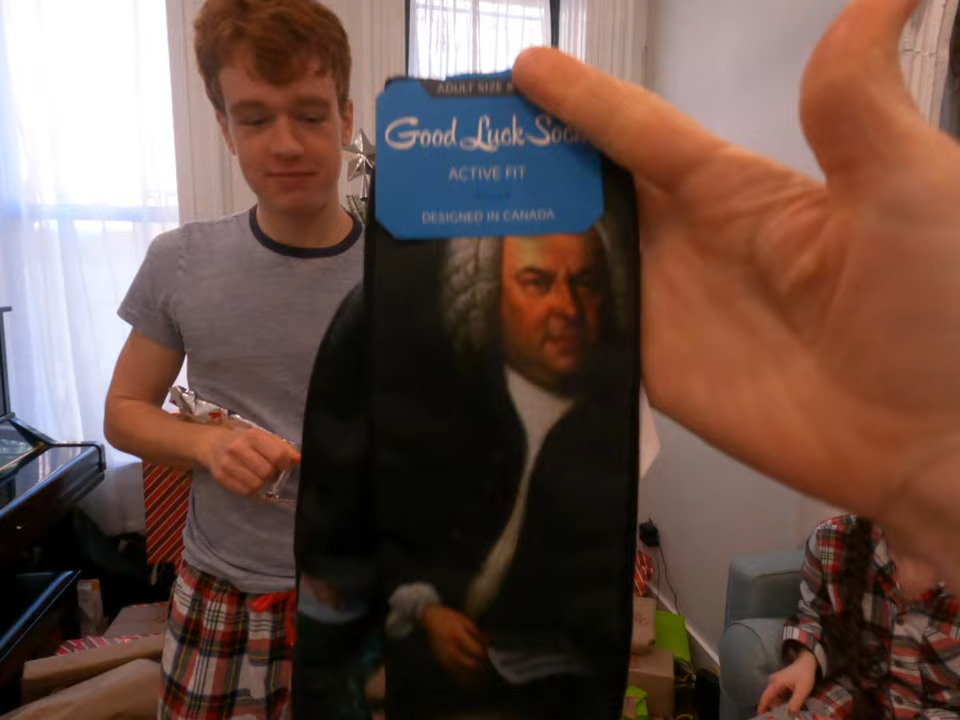 ADULT SIZE
Good Luck Sock
ACTIVE FIT
DESIGNED IN CANADA